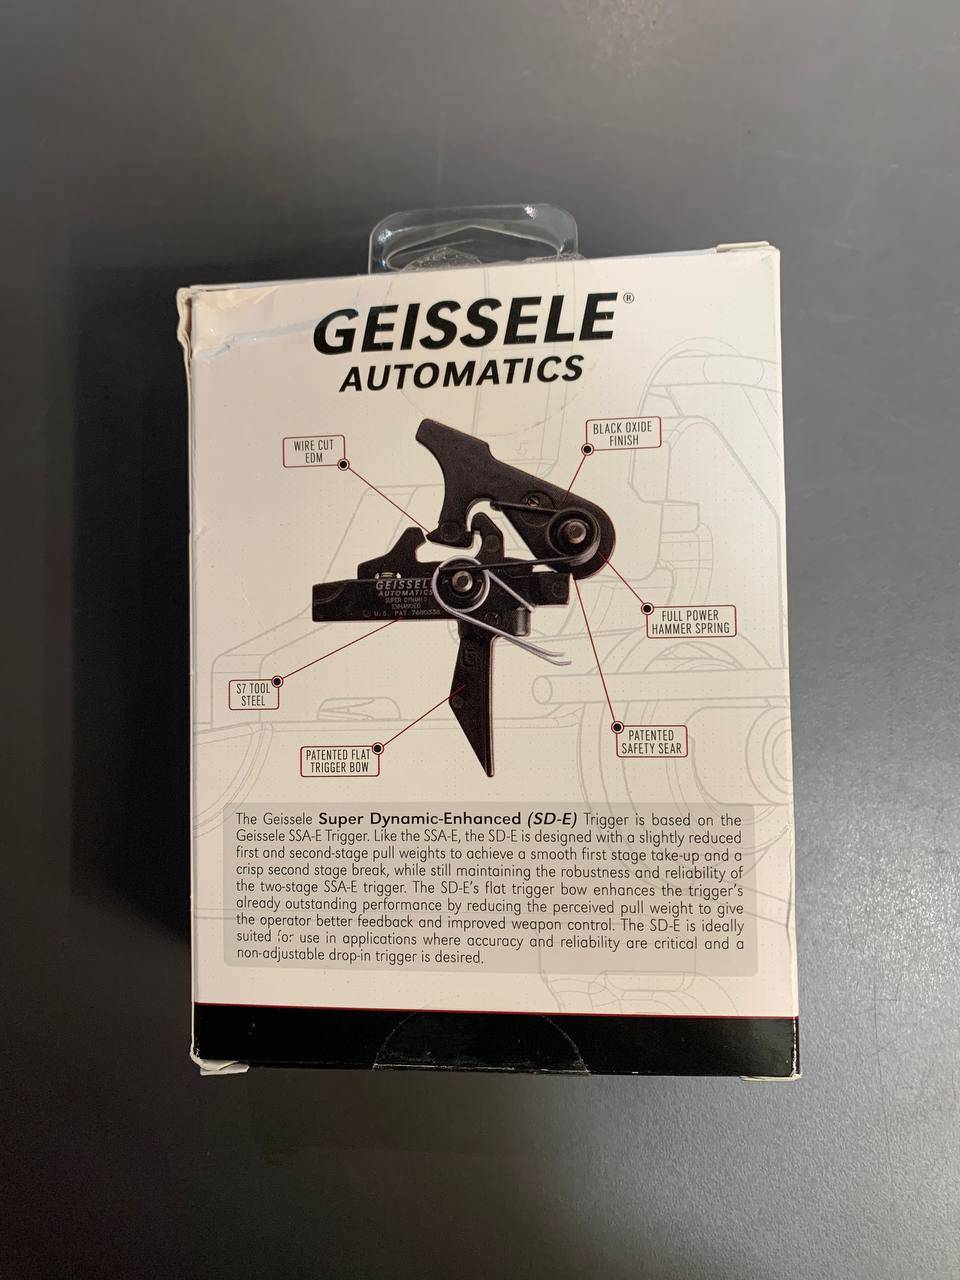 GEISSELE®
AUTOMATICS
WIRE CUT
EDM
BLACK OXIDE
FINISH
GEISSELE
AUTOMATICS
SUPER DYNAMIC
ENHANCED
U.S. PAT. 7600338
FULL POWER
HAMMER SPRING
S7 TOOL
STEEL
PATENTED FLAT
TRIGGER BOW
PATENTED
SAFETY SEAR
The Geissele Super Dynamic-Enhanced (SD-E) Trigger is based on the
Geissele SSA-E Trigger. Like the SSA-E, the SD-E is designed with a slightly reduced
first and second-stage pull weights to achieve a smooth first stage take-up and a
crisp second stage break, while still maintaining the robustness and reliability of
the two-stage SSA-E trigger. The SD-E's flat trigger bow enhances the trigger's
already outstanding performance by reducing the perceived pull weight to give
the operator better feedback and improved weapon control. The SD-E is ideally
suited for use in applications where accuracy and reliability are critical and a
non-adjustable drop-in trigger is desired.